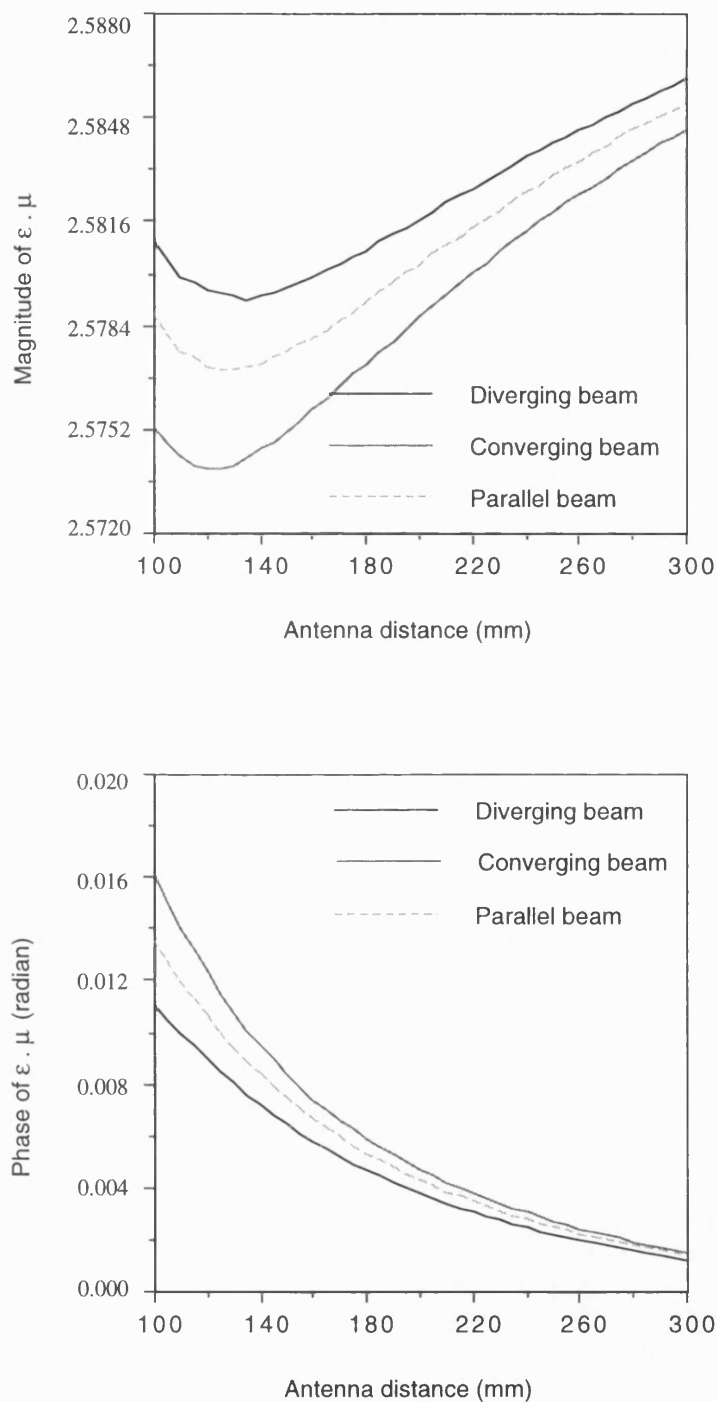 2.5880
2.5848
2.5816
2.5784
2.5752
2.5720
Magnitude of ε . μ
Diverging beam
Converging beam
Parallel beam
100 140 180 220 260 300
Antenna distance (mm)
0.020
0.016
0.012
0.008
0.004
0.000
Phase of ε . μ (radian)
Diverging beam
Converging beam
Parallel beam
100 140 180 220 260 300
Antenna distance (mm)